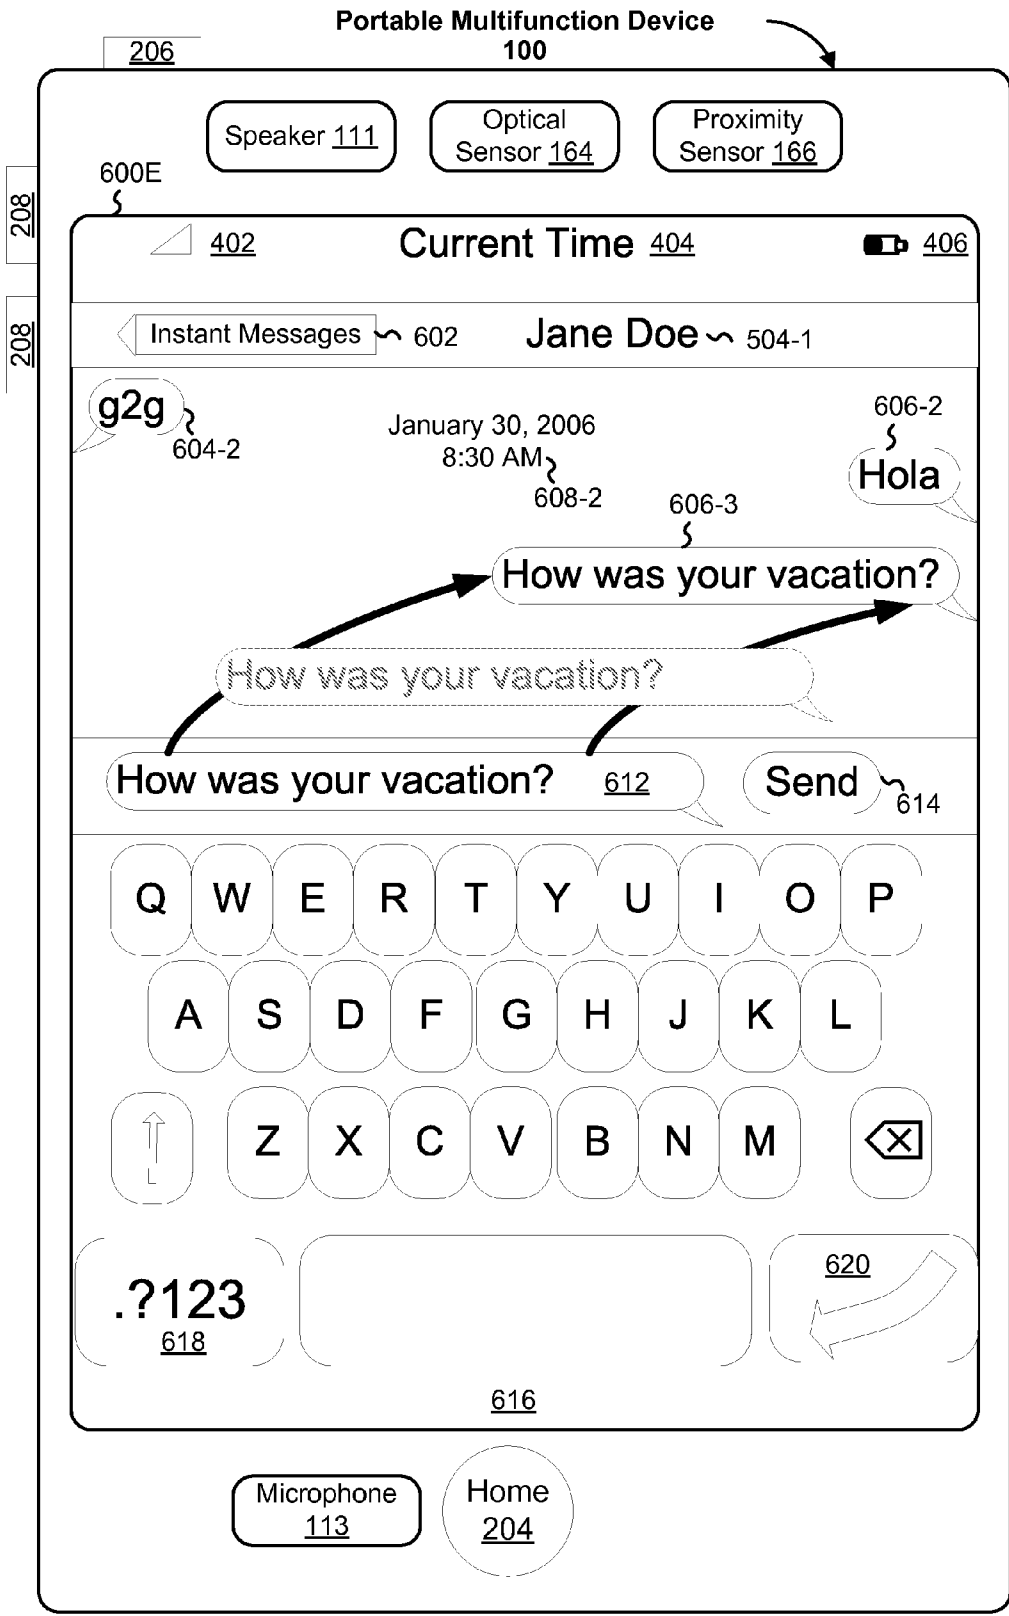 Portable Multifunction Device
100
206
Speaker 111
Optical
Sensor 164
Proximity
Sensor 166
600E
208
402
Current Time 404
406
208
Instant Messages
602
Jane Doe
504-1
g2g
604-2
January 30, 2006
8:30 AM
608-2
606-2
Hola
606-3
How was your vacation?
How was your vacation?
How was your vacation?
612
Send
614
Q W E R T Y U I O P
A S D F G H J K L
Z X C V B N M
.?123
618
620
616
Microphone
113
Home
204